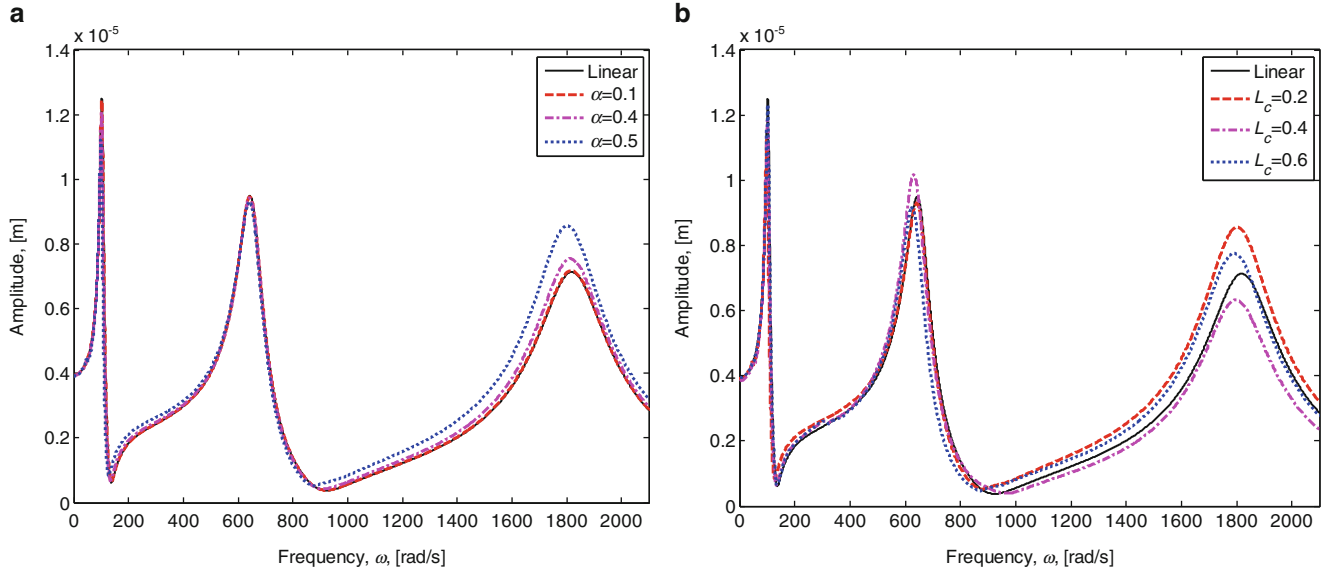 a
x 10-5
1.4
1.2
1
0.8
0.6
0.4
0.2
0
Amplitude, [m]
0 200 400 600 800 1000 1200 1400 1600 1800 2000
Frequency, ω, [rad/s]
Linear
α=0.1
α=0.4
α=0.5
b
x 10-5
1.4
1.2
1
0.8
0.6
0.4
0.2
0
Amplitude, [m]
0 200 400 600 800 1000 1200 1400 1600 1800 2000
Frequency, ω, [rad/s]
Linear
Lc=0.2
Lc=0.4
Lc=0.6